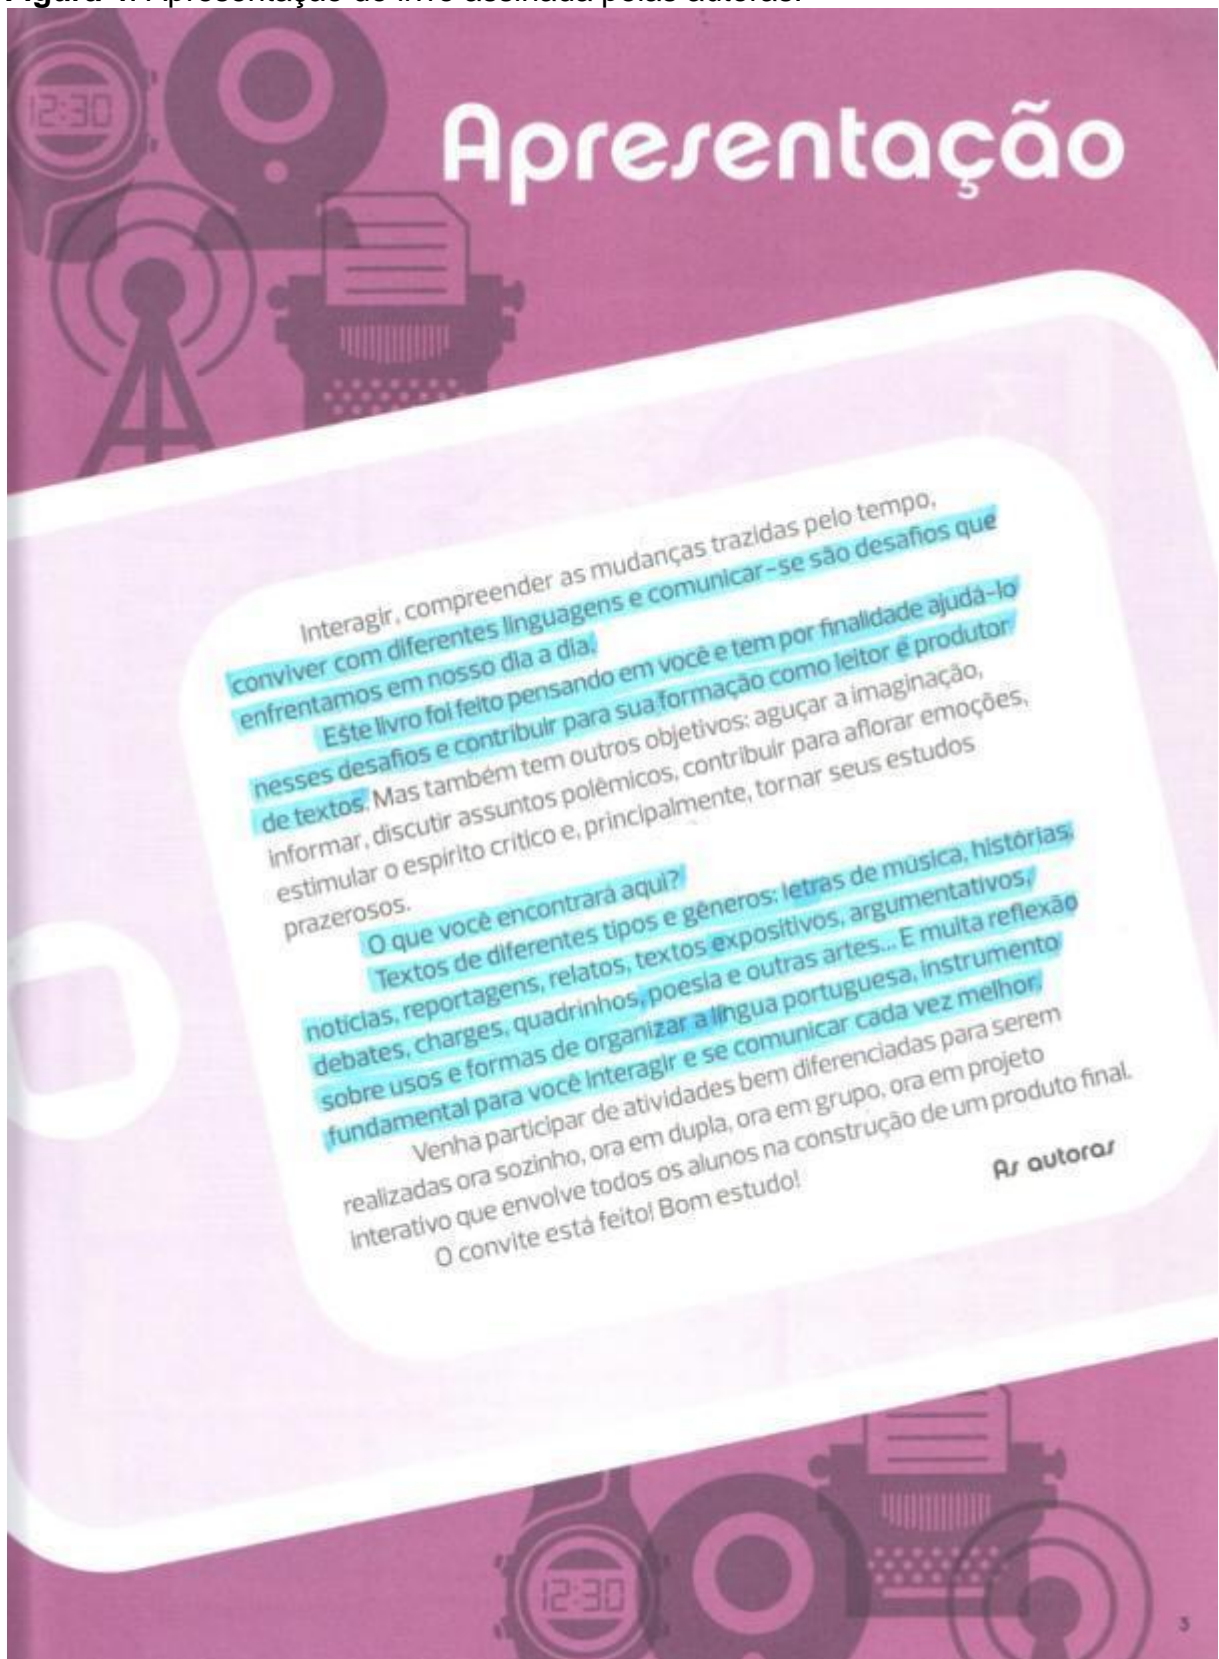 Apresentação do livro assinada pelas autoras.
12:30
Apresentação
Interagir, compreender as mudanças trazidas pelo tempo,
conviver com diferentes linguagens e comunicar-se são desafios que
enfrentamos em nosso dia a dia.
Este livro foi feito pensando em você e tem por finalidade ajudá-lo
nesses desafios e contribuir para sua formação como leitor e produtor
de textos. Mas também tem outros objetivos: aguçar a imaginação,
informar, discutir assuntos polêmicos, contribuir para aflorar emoções,
estimular o espírito crítico e, principalmente, tornar seus estudos
prazerosos.
O que você encontrará aqui?
Textos de diferentes tipos e gêneros: letras de música, histórias,
notícias, reportagens, relatos, textos expositivos, argumentativos,
debates, charges, quadrinhos, poesia e outras artes... E muita reflexão
sobre usos e formas de organizar a língua portuguesa, instrumento
fundamental para você interagir e se comunicar cada vez melhor.
Venha participar de atividades bem diferenciadas para serem
realizadas ora sozinho, ora em dupla, ora em grupo, ora em projeto
interativo que envolve todos os alunos na construção de um produto final.
O convite está feito! Bom estudo!
As autoras
12:30
3